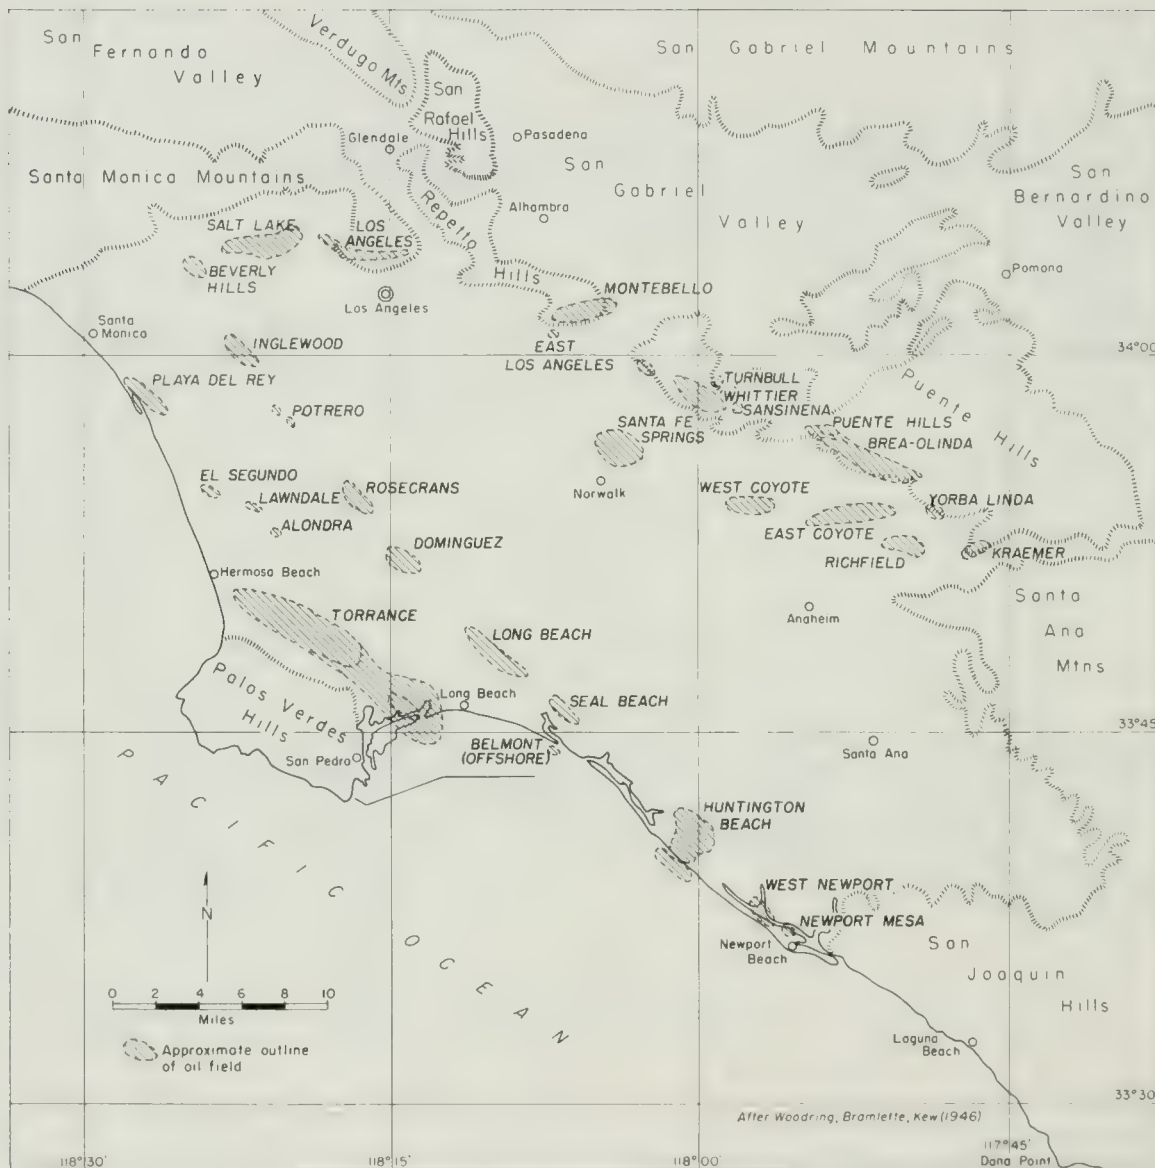 San
Fernando
Valley
Verdugo Mts
San
Rafael
Hills
San Gabriel Mountains
Glendale
Pasadena
San
Gabriel
Valley
San
Bernardino
Valley
Santa Monica Mountains
Repetto
Hills
Alhambra
SALT LAKE
LOS
ANGELES
BEVERLY
HILLS
Los Angeles
Pomona
MONTEBELLO
Santa
Monica
INGLEWOOD
EAST
LOS ANGELES
34°00'
PLAYA DEL REY
TURNBULL
WHITTIER
SANSINENA
Puente
Hills
POTRERO
SANTA FE
SPRINGS
PUENTE HILLS
BREA-OLINDA
EL SEGUNDO
LAWNDALE
ROSECRANS
Norwalk
WEST COYOTE
YORBA LINDA
ALONDRA
EAST COYOTE
DOMINGUEZ
RICHFIELD
KRAEMER
Hermosa Beach
Santa
Ana
Mtns
Anaheim
TORRANCE
LONG BEACH
Palos Verdes
Hills
Long Beach
SEAL BEACH
33°45'
BELMONT
(OFFSHORE)
San Pedro
Santa Ana
PACIFIC OCEAN
HUNTINGTON
BEACH
WEST NEWPORT
NEWPORT MESA
N
Newport
Beach
San
Joaquin
Hills
0 2 4 6 8 10
Miles
Approximate outline
of oil field
Laguna
Beach
33°30'
After Woodring, Bramlette, Kew (1946)
118°30'
118°15'
118°00'
117°45'
Dana Point